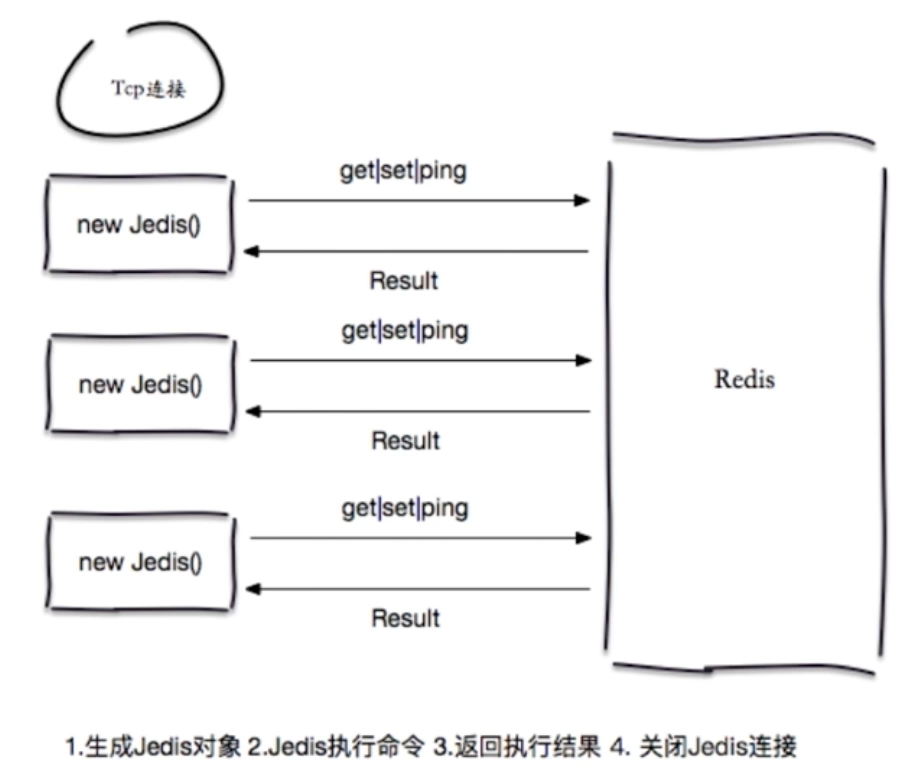 Tcp连接
get|set|ping
new Jedis()
Result
get|set|ping
new Jedis()
Redis
Result
get|set|ping
new Jedis()
Result
1.生成Jedis对象 2.Jedis执行命令 3.返回执行结果 4. 关闭Jedis连接